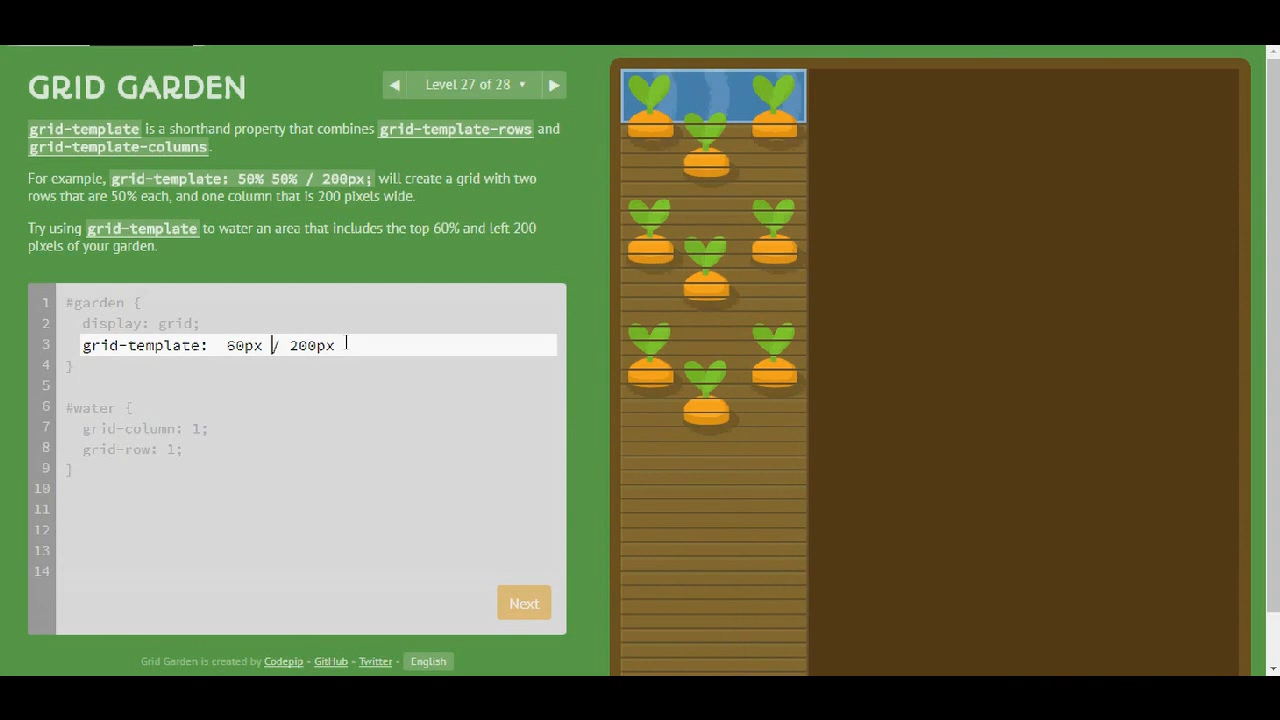 GRID GARDEN
◀ Level 27 of 28 ▾ ▶
grid-template is a shorthand property that combines grid-template-rows and
grid-template-columns.
For example, grid-template: 50% 50% / 200px; will create a grid with two
rows that are 50% each, and one column that is 200 pixels wide.
Try using grid-template to water an area that includes the top 60% and left 200
pixels of your garden.
1 #garden {
2 display: grid;
3 grid-template: 60px / 200px
4 }
5
6 #water {
7 grid-column: 1;
8 grid-row: 1;
9 }
10
11
12
13
14
Next
Grid Garden is created by Codepip - GitHub - Twitter - English